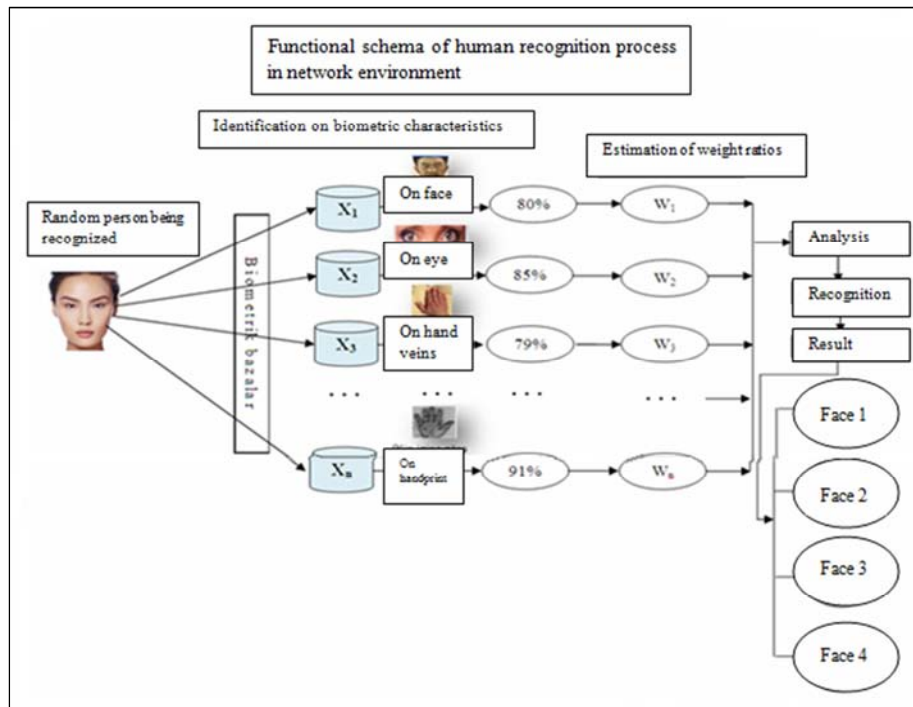 Functional schema of human recognition process
in network environment
Identification on biometric characteristics
Estimation of weight ratios
Random person being
recognized
Biometrik bazalar
X1
On face
80%
W1
X2
On eye
85%
W2
X3
On hand
veins
79%
W3
... ... ... ...
Xn
On
handprint
91%
Wn
Analysis
Recognition
Result
Face 1
Face 2
Face 3
Face 4